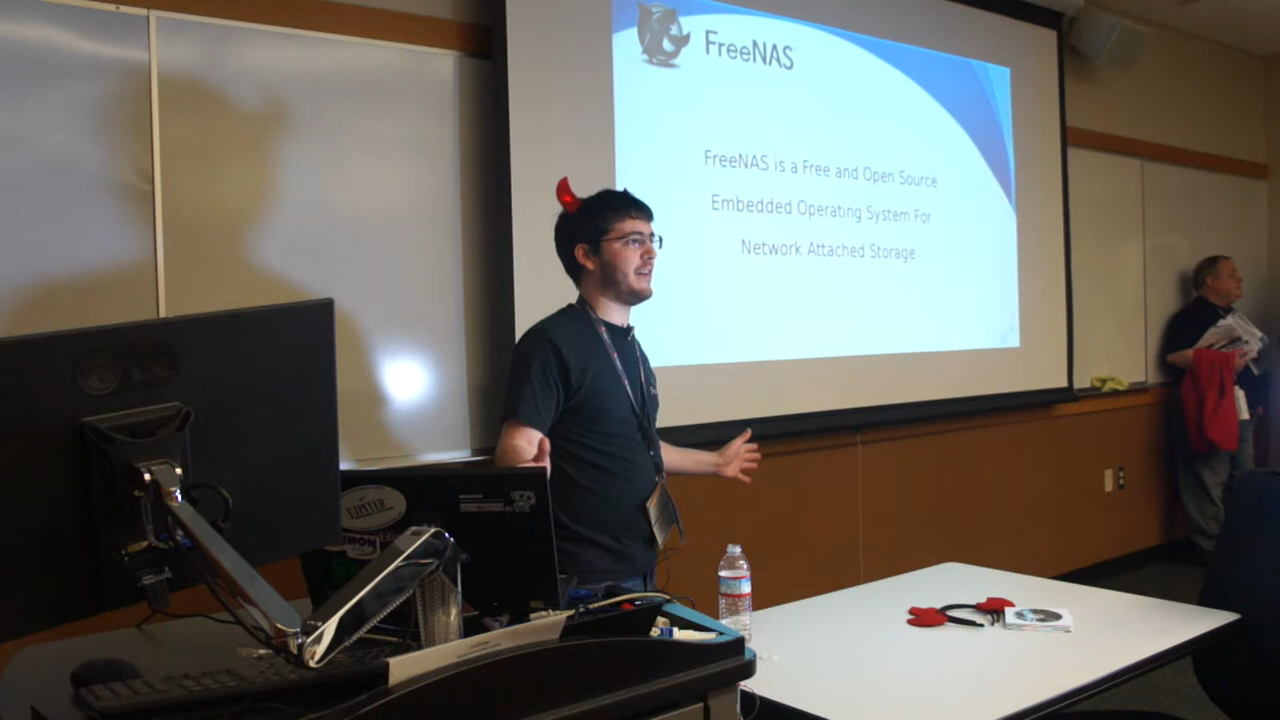 FreeNAS
FreeNAS is a Free and Open Source
Embedded Operating System For
Network Attached Storage